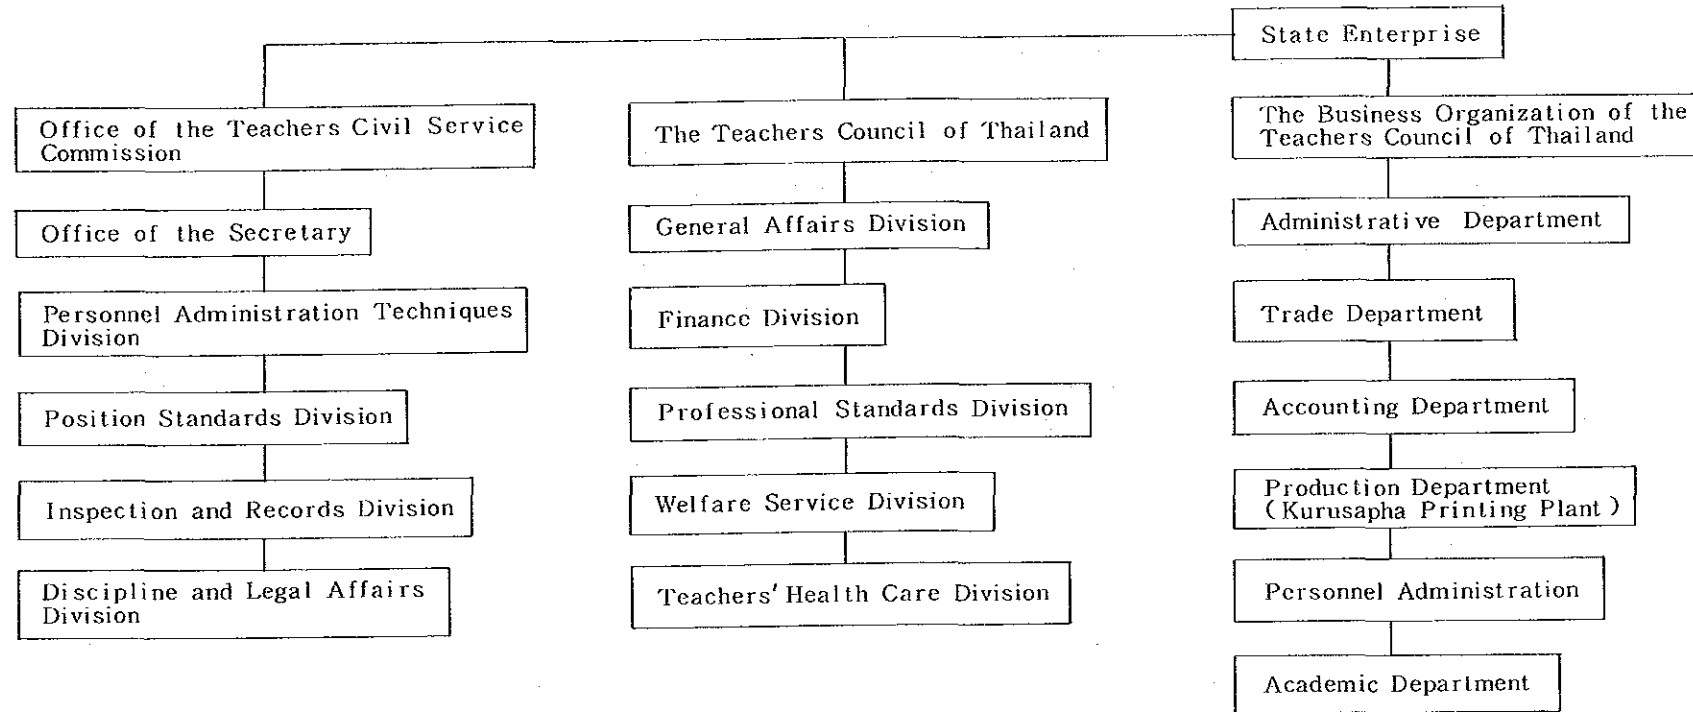 State Enterprise
Office of the Teachers Civil Service
Commission
Office of the Secretary
Personnel Administration Techniques
Division
Position Standards Division
Inspection and Records Division
Discipline and Legal Affairs
Division
The Teachers Council of Thailand
General Affairs Division
Finance Division
Professional Standards Division
Welfare Service Division
Teachers' Health Care Division
The Business Organization of the
Teachers Council of Thailand
Administrative Department
Trade Department
Accounting Department
Production Department
(Kurusapha Printing Plant)
Personnel Administration
Academic Department